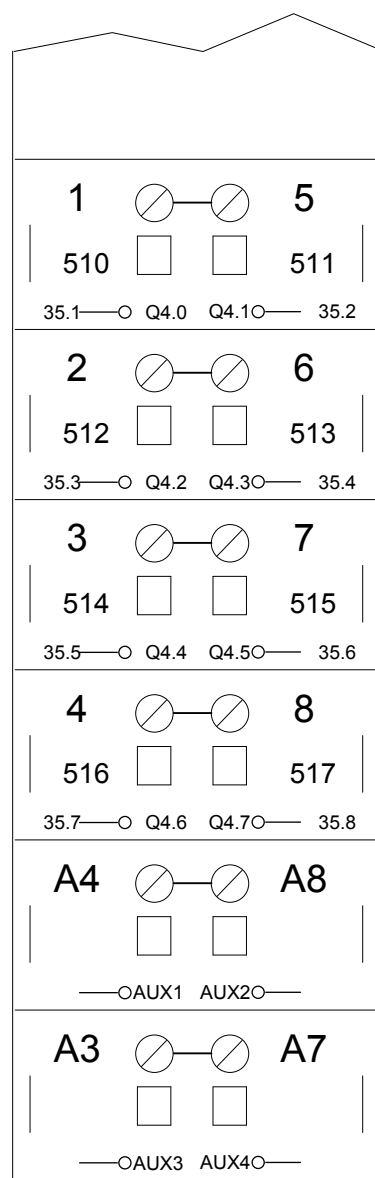 1 5
510 511
35.1 Q4.0 Q4.1 35.2
2 6
512 513
35.3 Q4.2 Q4.3 35.4
3 7
514 515
35.5 Q4.4 Q4.5 35.6
4 8
516 517
35.7 Q4.6 Q4.7 35.8
A4 A8
AUX1 AUX2
A3 A7
AUX3 AUX4